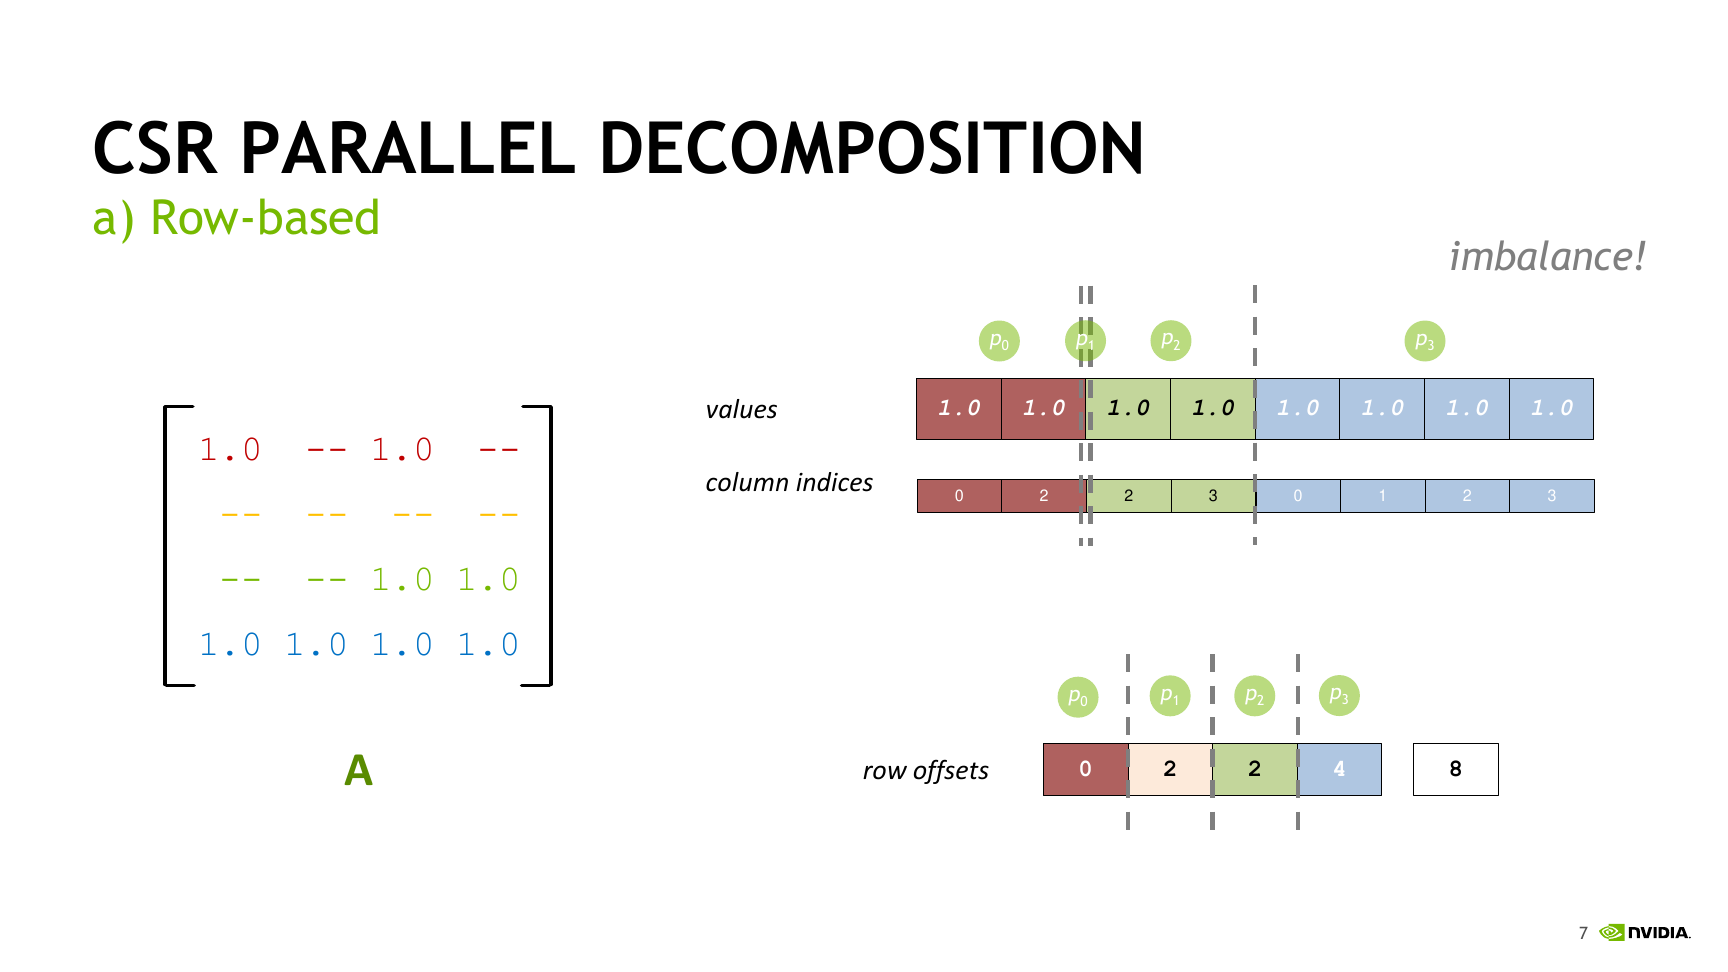 CSR PARALLEL DECOMPOSITION
a) Row-based
imbalance!
p0 p1 p2 p3
values 1.0 1.0 1.0 1.0 1.0 1.0 1.0 1.0
column indices 0 2 2 3 0 1 2 3
1.0 -- 1.0 --
-- -- -- --
-- -- 1.0 1.0
1.0 1.0 1.0 1.0
A
p0 p1 p2 p3
row offsets 0 2 2 4 8
7 NVIDIA.